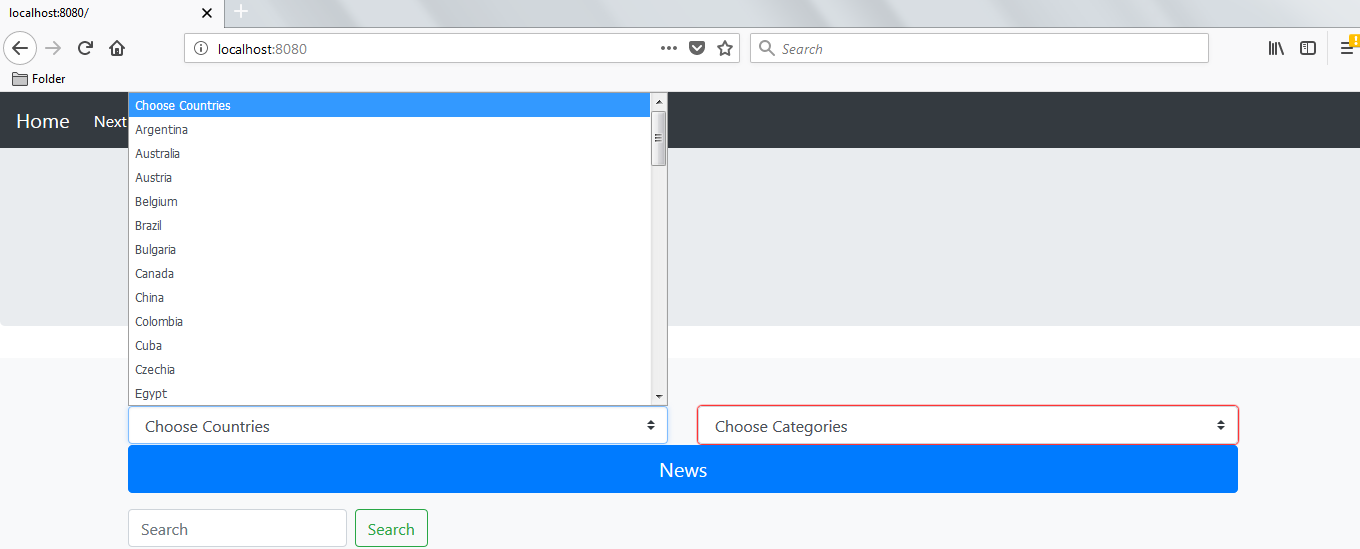 localhost:8080/
localhost:8080
Search
Folder
Home Next
Choose Countries
Argentina
Australia
Austria
Belgium
Brazil
Bulgaria
Canada
China
Colombia
Cuba
Czechia
Egypt
Choose Countries Choose Categories
News
Search Search